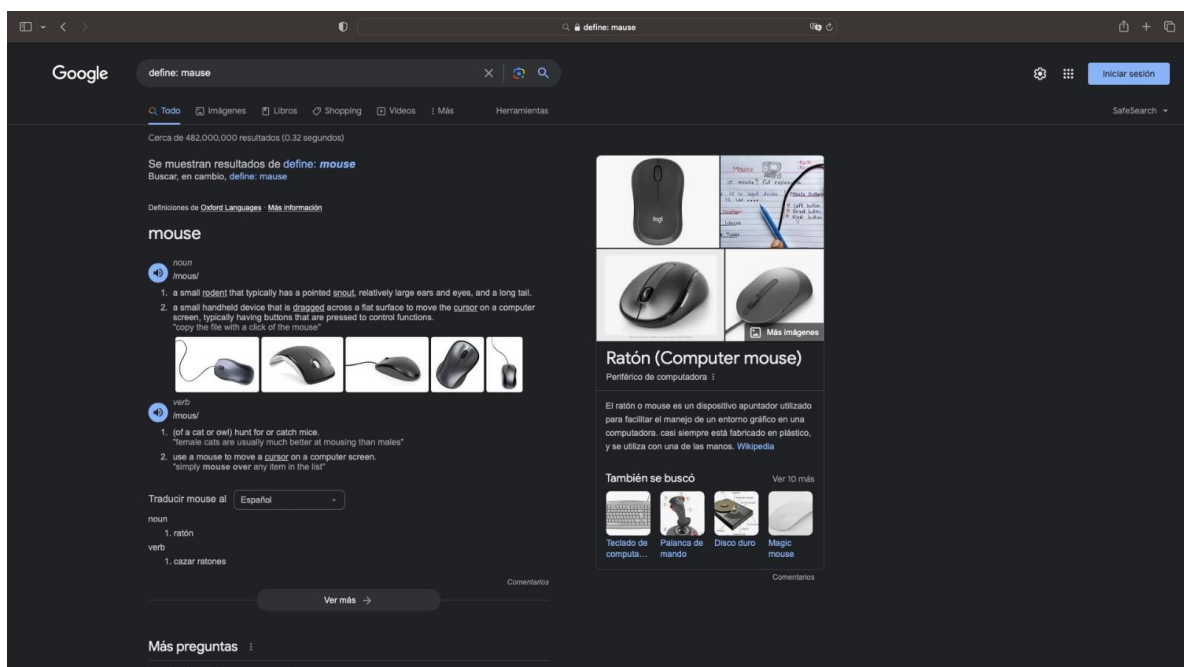 define: mause
Google
define: mause
Iniciar sesión
Todo Imágenes Libros Shopping Videos Más Herramientas
SafeSearch
Cerca de 482,000,000 resultados (0.32 segundos)
Se muestran resultados de define: mouse
Buscar, en cambio, define: mause
Definiciones de Oxford Languages · Más información
mouse
noun
/mous/
1. a small rodent that typically has a pointed snout, relatively large ears and eyes, and a long tail.
2. a small handheld device that is dragged across a flat surface to move the cursor on a computer
screen, typically having buttons that are pressed to control functions.
"copy the file with a click of the mouse"
verb
/mous/
1. (of a cat or owl) hunt for or catch mice.
"female cats are usually much better at mousing than males"
2. use a mouse to move a cursor on a computer screen.
"simply mouse over any item in the list"
Traducir mouse al Español
noun
1. ratón
verb
1. cazar ratones
Comentarios
Ver más →
Más preguntas
logi
Mouse
Más imágenes
Ratón (Computer mouse)
Periférico de computadora
El ratón o mouse es un dispositivo apuntador utilizado
para facilitar el manejo de un entorno gráfico en una
computadora. casi siempre está fabricado en plástico,
y se utiliza con una de las manos. Wikipedia
También se buscó Ver 10 más
Teclado de
computa...
Palanca de
mando
Disco duro
Magic
mouse
Comentarios